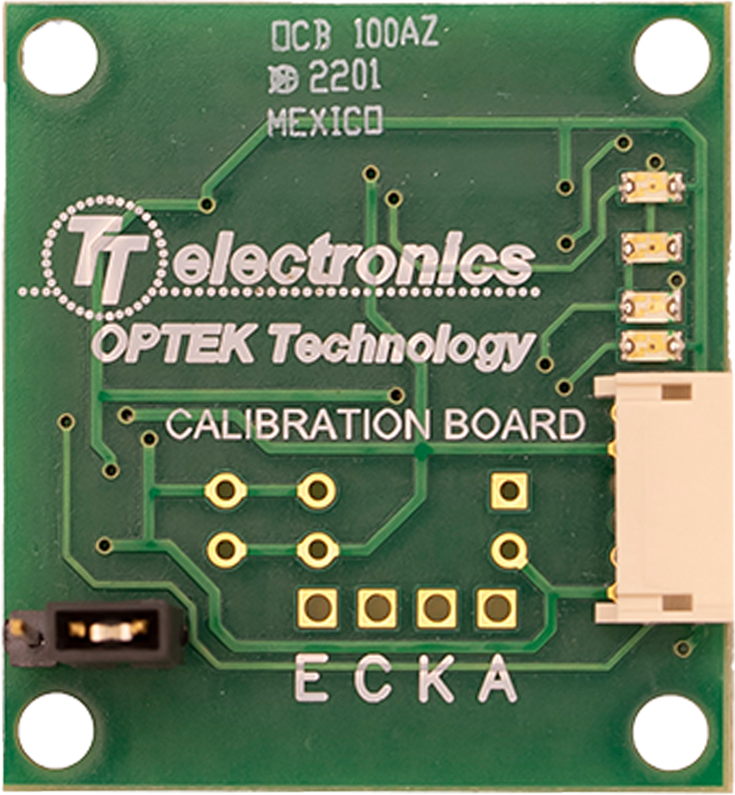 OCB 100AZ
2201
MEXICO
TT electronics
OPTEK Technology
CALIBRATION BOARD
E C K A